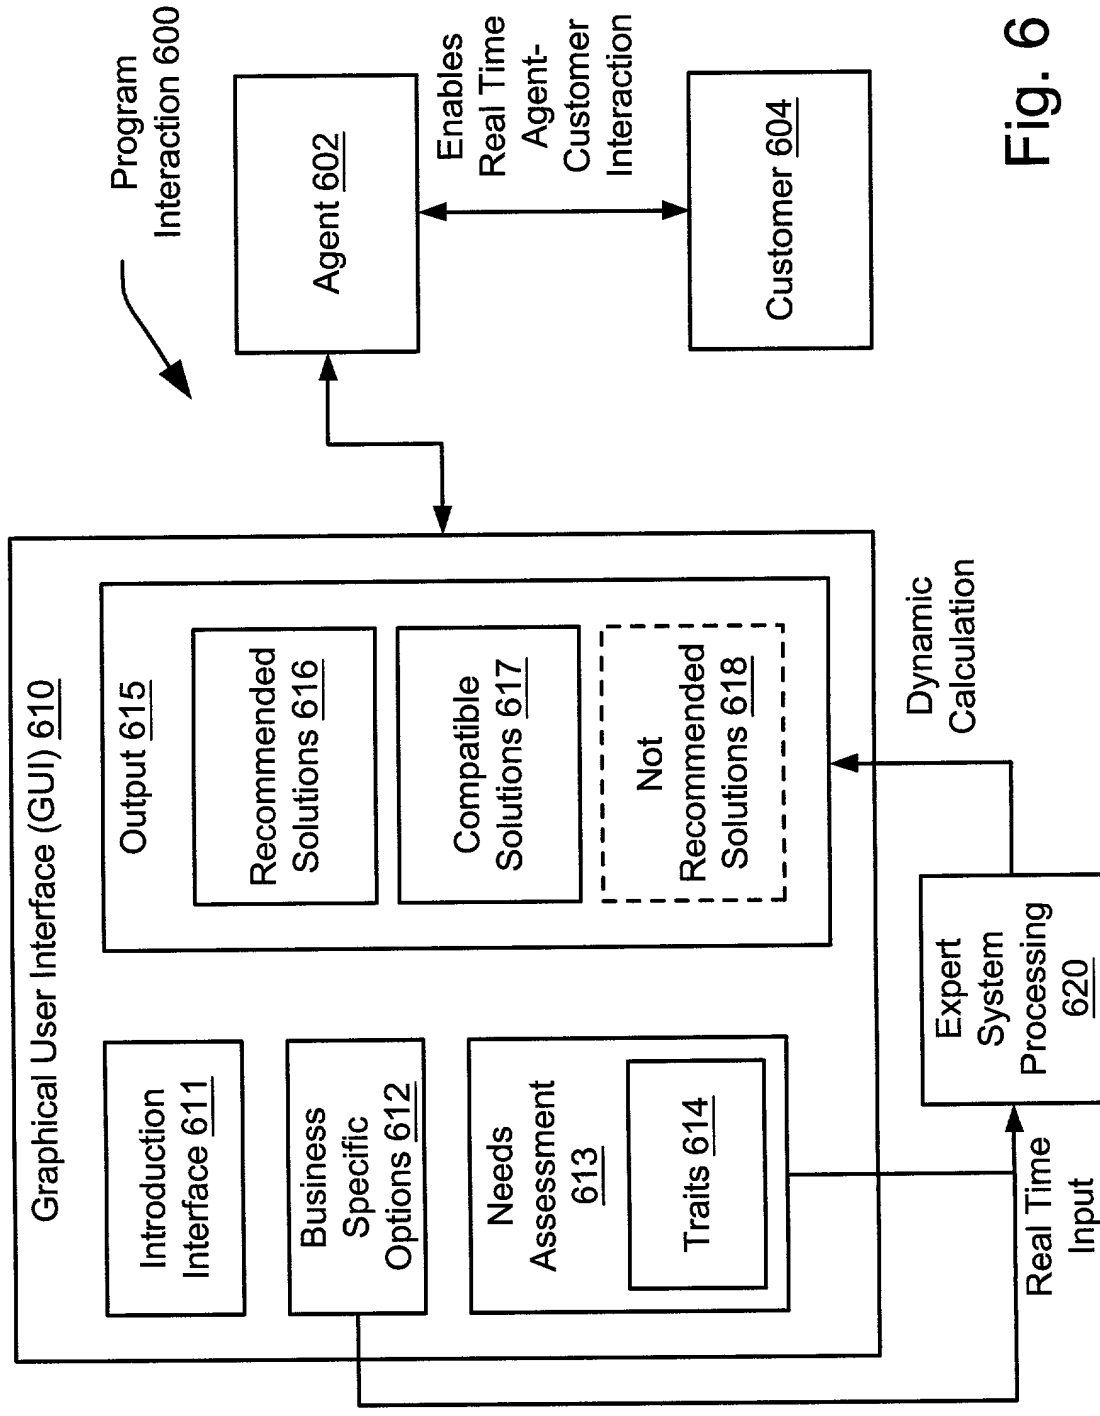 Program
Interaction 600
Graphical User Interface (GUI) 610
Introduction
Interface 611
Business
Specific
Options 612
Needs
Assessment
613
Traits 614
Output 615
Recommended
Solutions 616
Compatible
Solutions 617
Not
Recommended
Solutions 618
Agent 602
Enables
Real Time
Agent-
Customer
Interaction
Customer 604
Real Time
Input
Expert
System
Processing
620
Dynamic
Calculation
Fig. 6